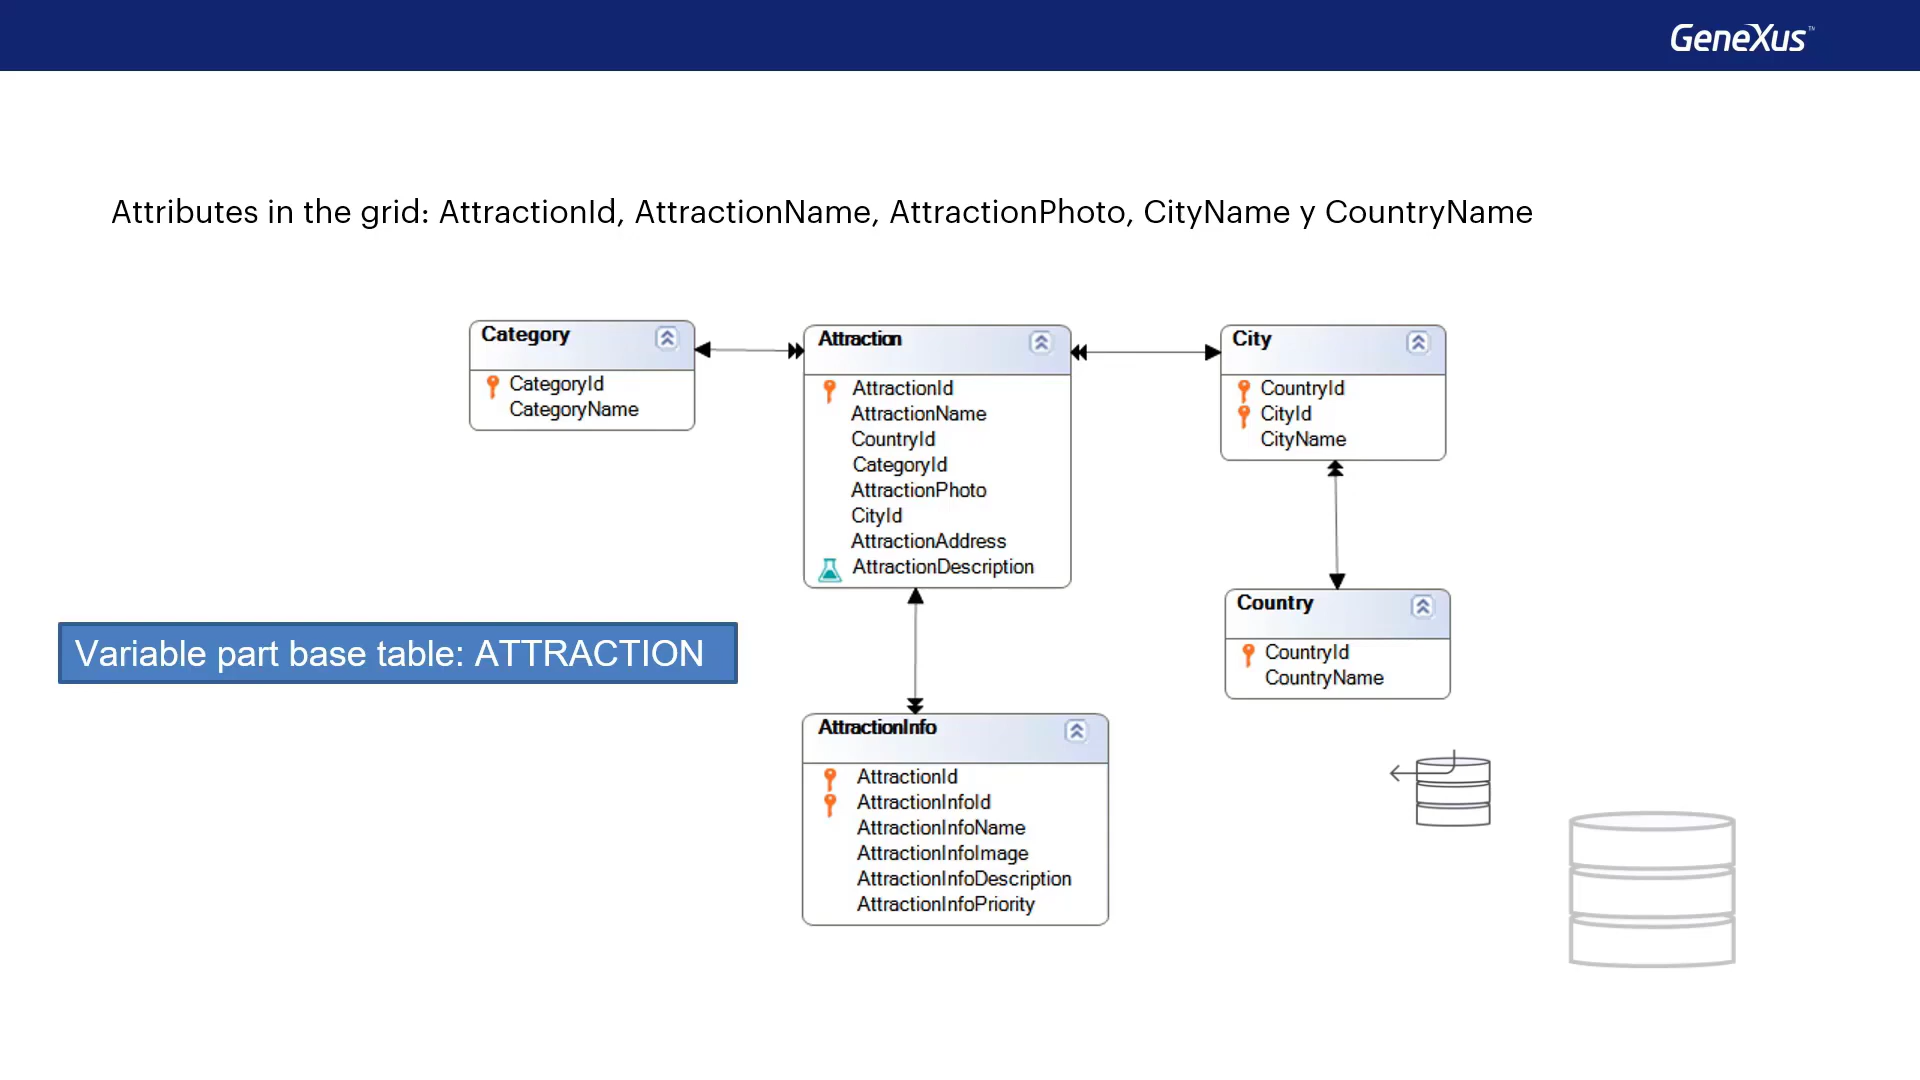 GeneXus™
Attributes in the grid: AttractionId, AttractionName, AttractionPhoto, CityName y CountryName
Category
CategoryId
CategoryName
Attraction
AttractionId
AttractionName
CountryId
CategoryId
AttractionPhoto
CityId
AttractionAddress
AttractionDescription
City
CountryId
CityId
CityName
Country
CountryId
CountryName
Variable part base table: ATTRACTION
AttractionInfo
AttractionId
AttractionInfoId
AttractionInfoName
AttractionInfoImage
AttractionInfoDescription
AttractionInfoPriority